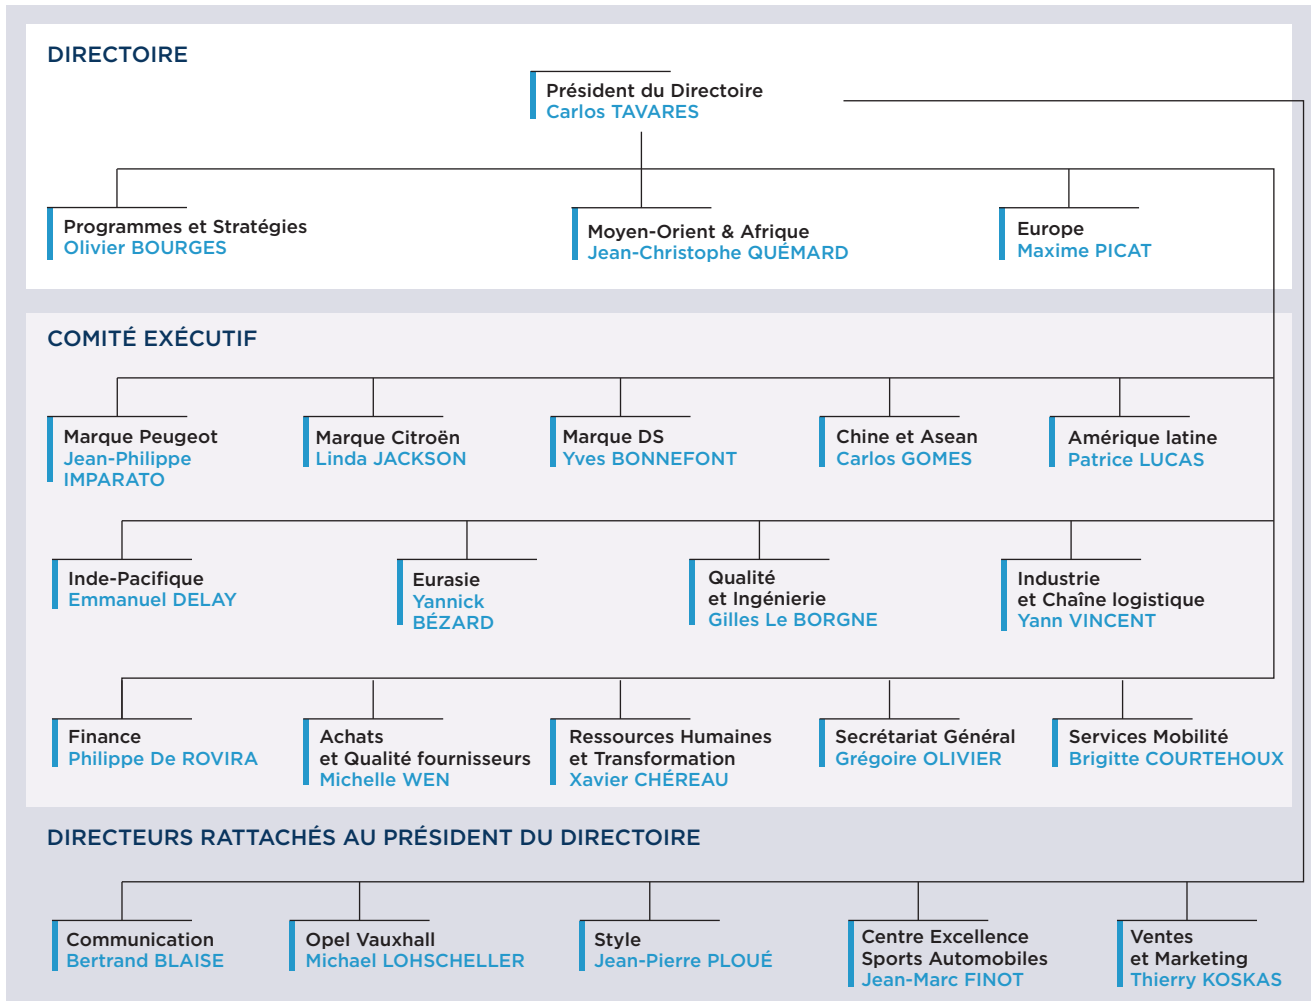 DIRECTOIRE
Président du Directoire
Carlos TAVARES
Programmes et Stratégies
Olivier BOURGES
Moyen-Orient & Afrique
Jean-Christophe QUÉMARD
Europe
Maxime PICAT
COMITÉ EXÉCUTIF
Marque Peugeot
Jean-Philippe
IMPARATO
Marque Citroën
Linda JACKSON
Marque DS
Yves BONNEFONT
Chine et Asean
Carlos GOMES
Amérique latine
Patrice LUCAS
Inde-Pacifique
Emmanuel DELAY
Eurasie
Yannick
BÉZARD
Qualité
et Ingénierie
Gilles Le BORGNE
Industrie
et Chaîne logistique
Yann VINCENT
Finance
Philippe De ROVIRA
Achats
et Qualité fournisseurs
Michelle WEN
Ressources Humaines
et Transformation
Xavier CHÉREAU
Secrétariat Général
Grégoire OLIVIER
Services Mobilité
Brigitte COURTEHOUX
DIRECTEURS RATTACHÉS AU PRÉSIDENT DU DIRECTOIRE
Communication
Bertrand BLAISE
Opel Vauxhall
Michael LOHSCHELLER
Style
Jean-Pierre PLOUÉ
Centre Excellence
Sports Automobiles
Jean-Marc FINOT
Ventes
et Marketing
Thierry KOSKAS